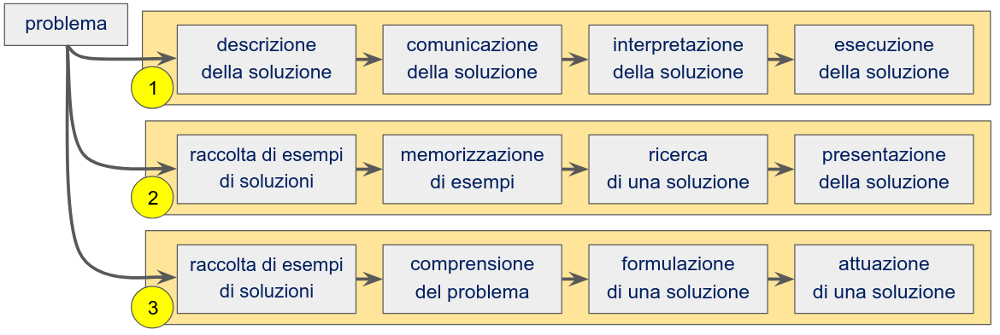 problema
descrizione
della soluzione
comunicazione
della soluzione
interpretazione
della soluzione
esecuzione
della soluzione
1
raccolta di esempi
di soluzioni
memorizzazione
di esempi
ricerca
di una soluzione
presentazione
della soluzione
2
raccolta di esempi
di soluzioni
comprensione
del problema
formulazione
di una soluzione
attuazione
di una soluzione
3